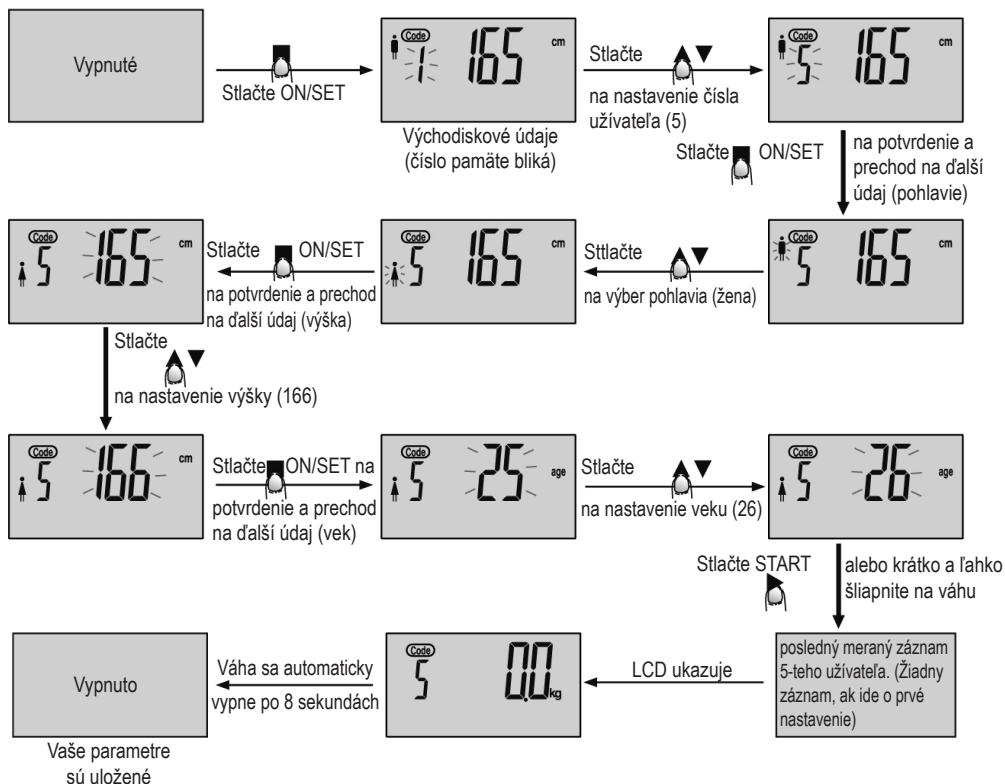 Vypnuté
Stlačte ON/SET
Code
1 165 cm
Východiskové údaje
(číslo pamäte bliká)
Stlačte
na nastavenie čísla
užívateľa (5)
Code
5 165 cm
Stlačte ON/SET
na potvrdenie a
prechod na ďalší
údaj (pohlavie)
Code
5 165 cm
Sttlačte
na výber pohlavia (žena)
Code
5 165 cm
Stlačte ON/SET
na potvrdenie a prechod
na ďalší údaj (výška)
Code
5 165 cm
Stlačte
na nastavenie výšky (166)
Code
5 166 cm
Stlačte ON/SET na
potvrdenie a prechod
na ďalší údaj (vek)
Code
5 25 age
Stlačte
na nastavenie veku (26)
Code
5 26 age
Stlačte START
alebo krátko a ľahko
šliapnite na váhu
posledný meraný záznam
5-teho užívateľa. (Žiadny
záznam, ak ide o prvé
nastavenie)
LCD ukazuje
Code
5 0.0 kg
Váha sa automaticky
vypne po 8 sekundách
Vypnuto
Vaše parametre
sú uložené